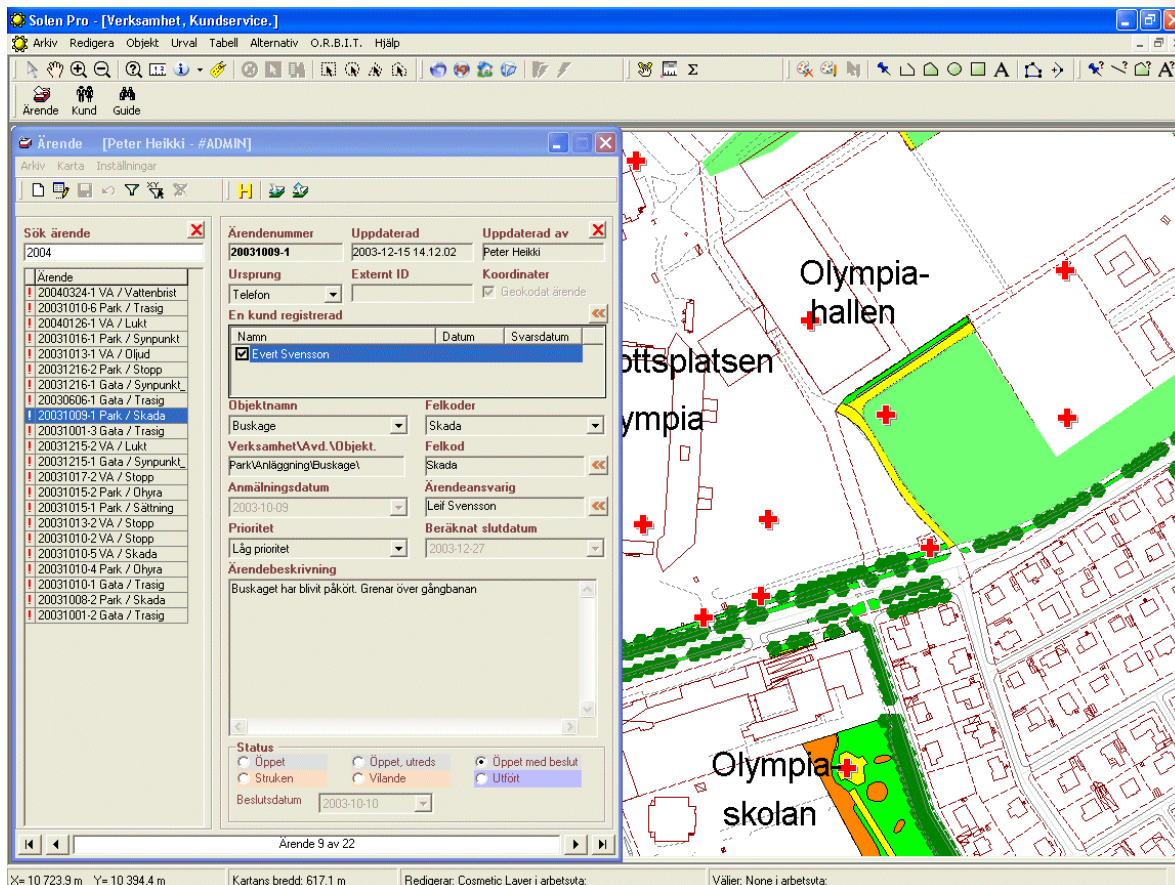 Solen Pro - [Verksamhet, Kundservice.]
Arkiv Redigera Objekt Urval Tabell Alternativ O.R.B.I.T. Hjälp
Ärende Kund Guide
Ärende [Peter Heikki - #ADMIN]
Arkiv Karta Inställningar
Sök ärende
2004
Ärende
20040324-1 VA / Vattenbrist
20031010-6 Park / Trasig
20040126-1 VA / Lukt
20031016-1 Park / Synpunkt
20031013-1 VA / Oljud
20031216-2 Park / Stopp
20031216-1 Gata / Synpunkt_
20030606-1 Gata / Trasig
20031009-1 Park / Skada
20031001-3 Gata / Trasig
20031215-2 VA / Lukt
20031215-1 Gata / Synpunkt_
20031017-2 VA / Stopp
20031015-2 Park / Ohyra
20031015-1 Park / Sättning
20031013-2 VA / Stopp
20031010-2 VA / Stopp
20031010-5 VA / Skada
20031010-4 Park / Ohyra
20031010-1 Gata / Trasig
20031008-2 Park / Skada
20031001-2 Gata / Trasig
Ärendenummer Uppdaterad Uppdaterad av
20031009-1 2003-12-15 14.12.02 Peter Heikki
Ursprung Externt ID Koordinater
Telefon Geokodat ärende
En kund registrerad
Namn Datum Svarsdatum
Evert Svensson
Objektnamn Felkoder
Buskage Skada
Verksamhet\Avd.\Objekt. Felkod
Park\Anläggning\Buskage\ Skada
Anmälningsdatum Ärendeansvarig
2003-10-09 Leif Svensson
Prioritet Beräknat slutdatum
Låg prioritet 2003-12-27
Ärendebeskrivning
Buskaget har blivit påkört. Grenar över gångbanan
Status
Öppet Öppet, utreds Öppet med beslut
Struken Vilande Utfört
Beslutsdatum 2003-10-10
Ärende 9 av 22
Olympia-
hallen
ottsplatsen
ympia
Olympia-
skolan
X= 10 723.9 m Y= 10 394.4 m Kartans bredd: 617.1 m Redigerar: Cosmetic Layer i arbetsyta: Väljer: None i arbetsyta: